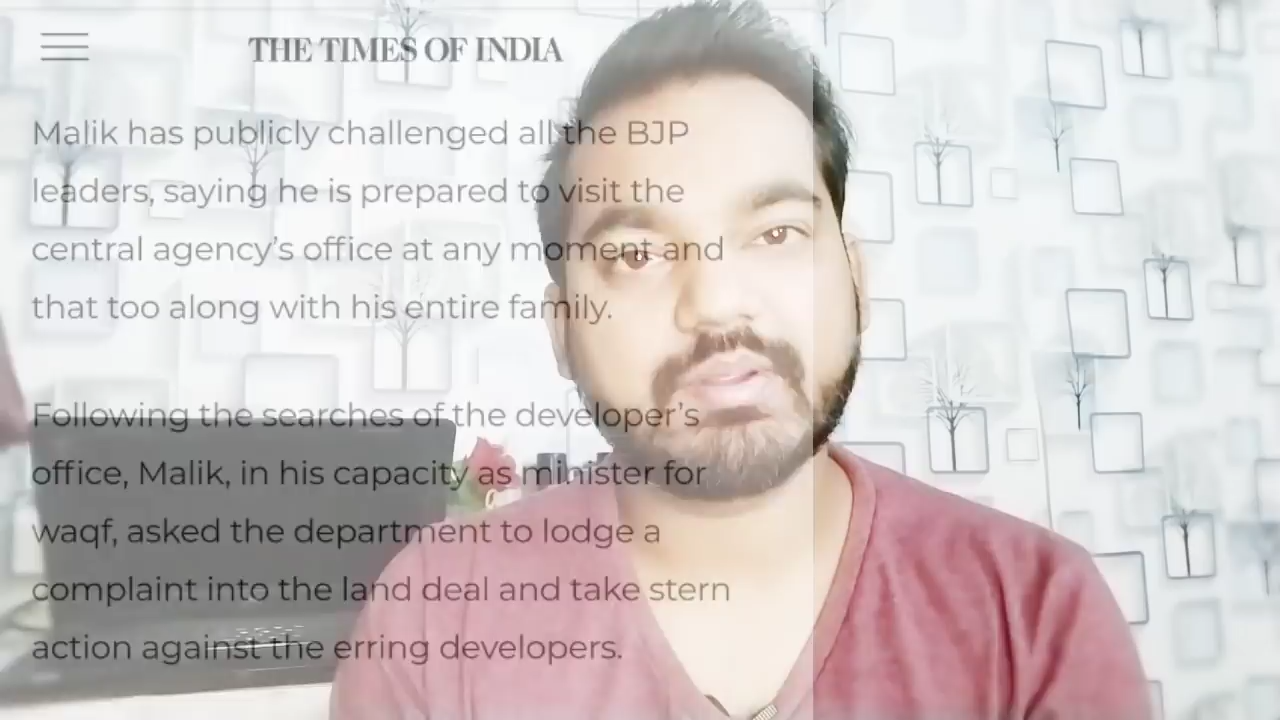 THE TIMES OF INDIA
Malik has publicly challenged all the BJP
leaders, saying he is prepared to visit the
central agency's office at any moment and
that too along with his entire family.
Following the searches of the developer's
office, Malik, in his capacity as minister for
waqf, asked the department to lodge a
complaint into the land deal and take stern
action against the erring developers.